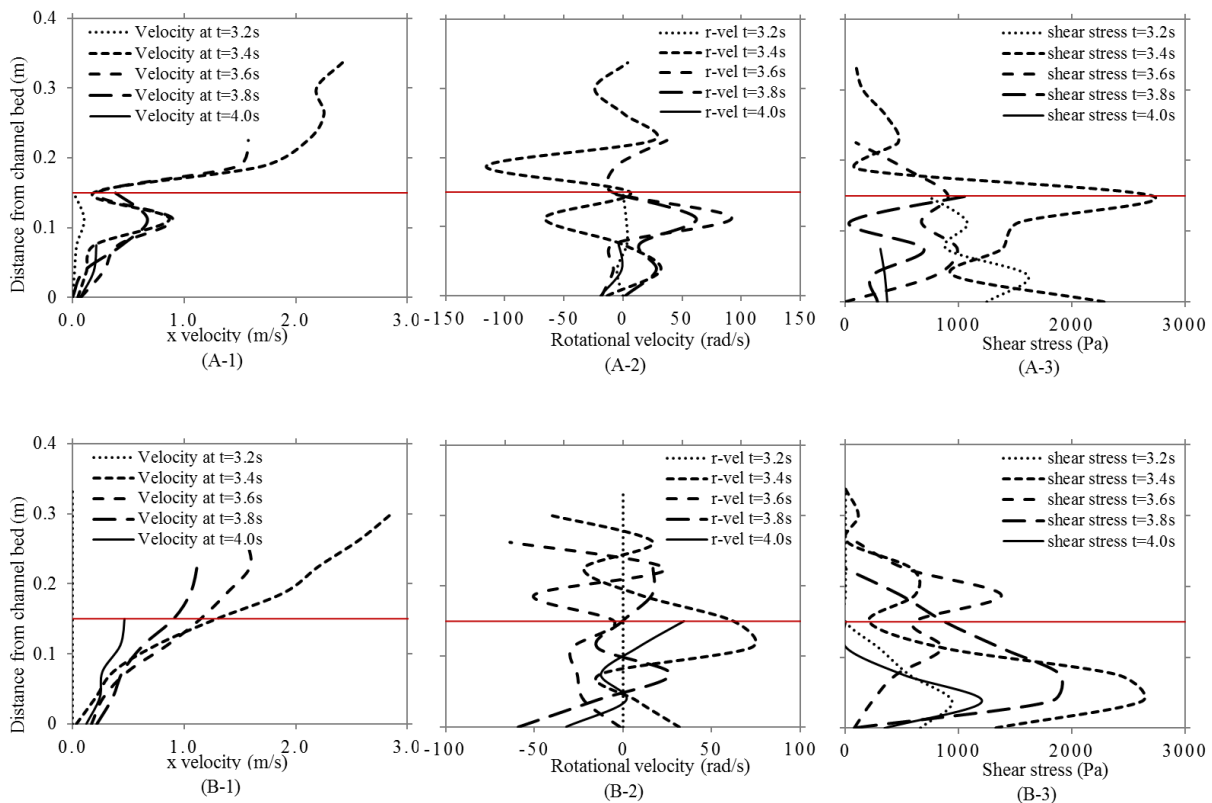 0.4
0.3
0.2
0.1
0
Distance from channel bed (m)
Velocity at t=3.2s
Velocity at t=3.4s
Velocity at t=3.6s
Velocity at t=3.8s
Velocity at t=4.0s
0.0 1.0 2.0 3.0
x velocity (m/s)
(A-1)
r-vel t=3.2s
r-vel t=3.4s
r-vel t=3.6s
r-vel t=3.8s
r-vel t=4.0s
-150 -100 -50 0 50 100 150
Rotational velocity (rad/s)
(A-2)
shear stress t=3.2s
shear stress t=3.4s
shear stress t=3.6s
shear stress t=3.8s
shear stress t=4.0s
0 1000 2000 3000
Shear stress (Pa)
(A-3)
0.4
0.3
0.2
0.1
0
Distance from channel bed (m)
Velocity at t=3.2s
Velocity at t=3.4s
Velocity at t=3.6s
Velocity at t=3.8s
Velocity at t=4.0s
0.0 1.0 2.0 3.0
x velocity (m/s)
(B-1)
r-vel t=3.2s
r-vel t=3.4s
r-vel t=3.6s
r-vel t=3.8s
r-vel t=4.0s
-100 -50 0 50 100
Rotational velocity (rad/s)
(B-2)
shear stress t=3.2s
shear stress t=3.4s
shear stress t=3.6s
shear stress t=3.8s
shear stress t=4.0s
0 1000 2000 3000
Shear stress (Pa)
(B-3)